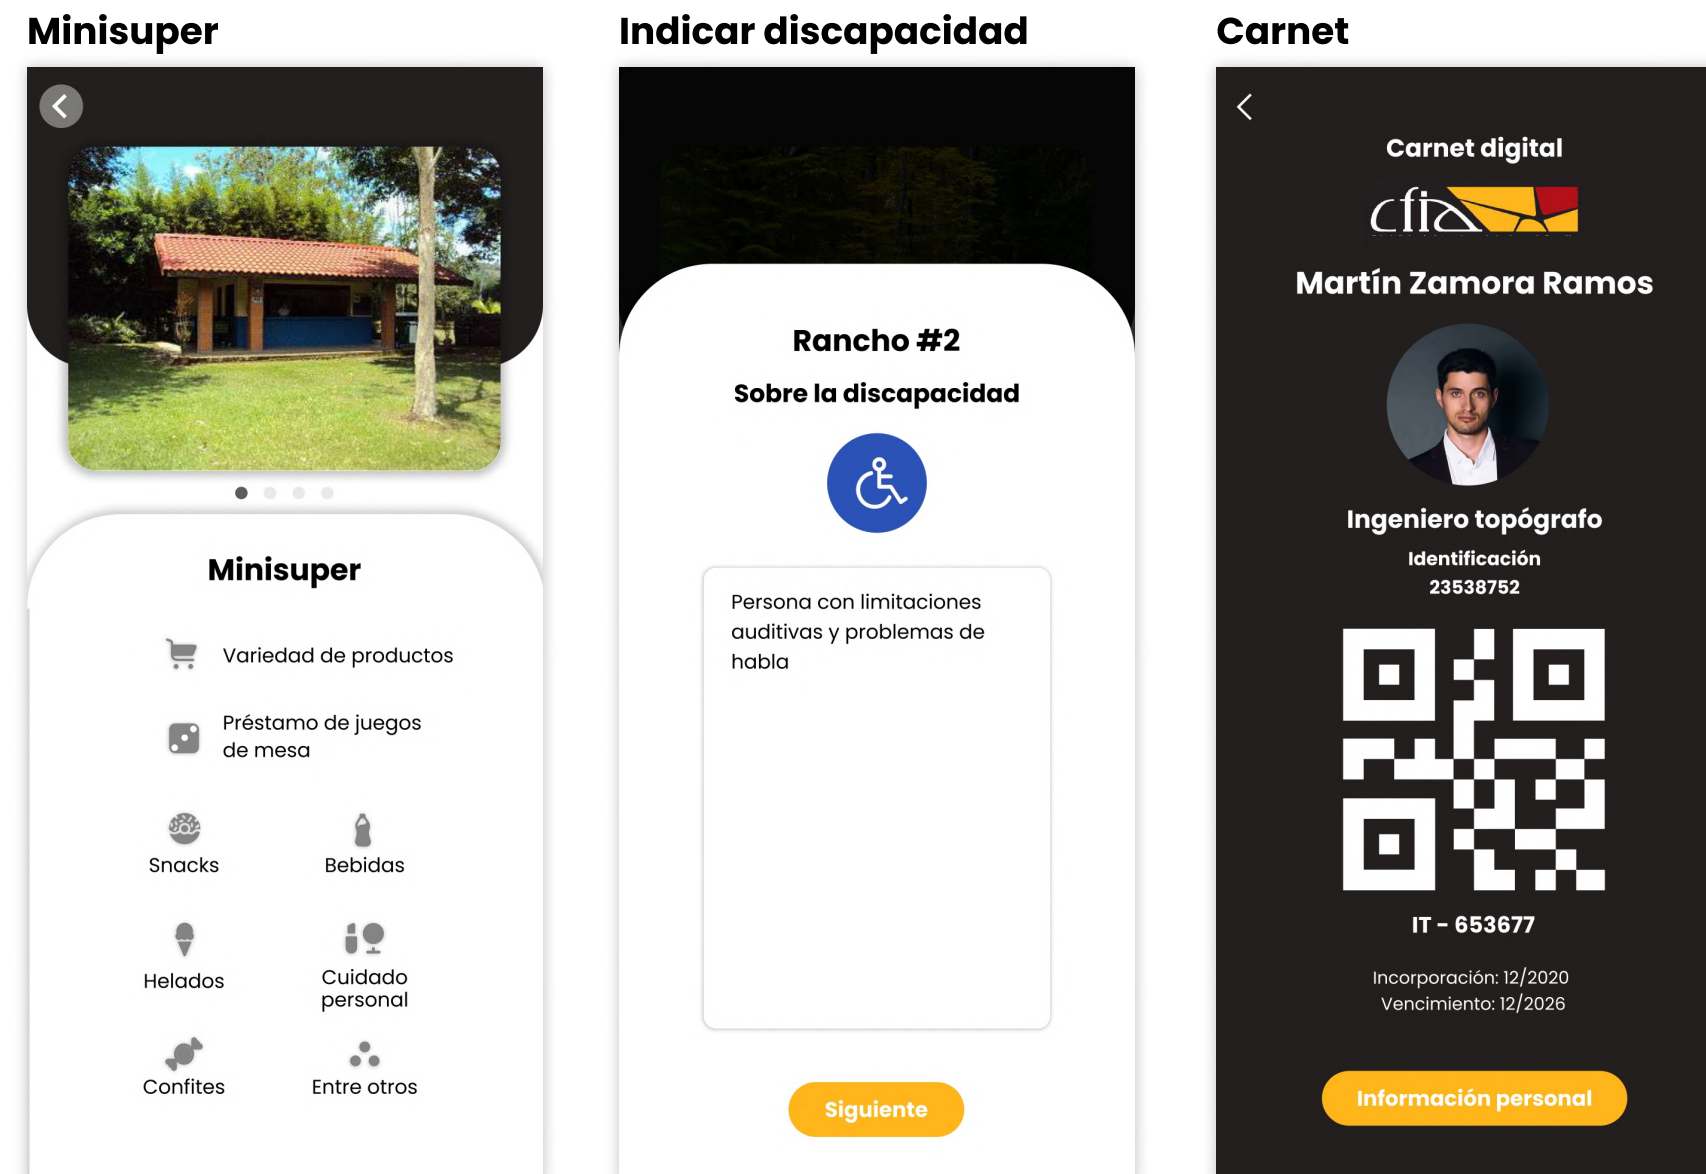 Minisuper
Minisuper
Variedad de productos
Préstamo de juegos
de mesa
Snacks
Bebidas
Helados
Cuidado
personal
Confites
Entre otros
Indicar discapacidad
Rancho #2
Sobre la discapacidad
Persona con limitaciones
auditivas y problemas de
habla
Siguiente
Carnet
Carnet digital
cfia
Martín Zamora Ramos
Ingeniero topógrafo
Identificación
23538752
IT - 653677
Incorporación: 12/2020
Vencimiento: 12/2026
Información personal